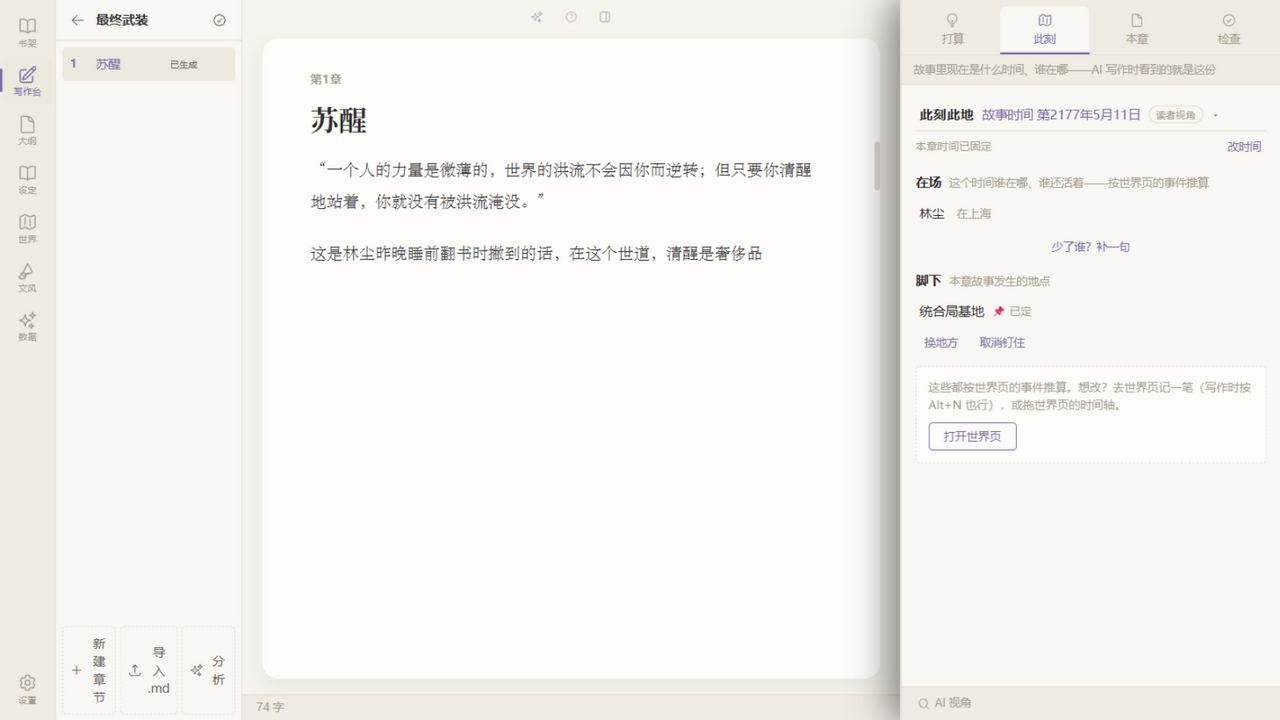 书架
写作台
大纲
设定
世界
文风
数据
设置
最终武装
1 苏醒 已生成
新建章节
导入.md
分析
第1章
苏醒
“一个人的力量是微薄的，世界的洪流不会因你而逆转；但只要你清醒
地站着，你就没有被洪流淹没。”
这是林尘昨晚睡前翻书时撇到的话，在这个世道，清醒是奢侈品
74 字
打算
此刻
本章
检查
故事里现在是什么时间、谁在哪——AI 写作时看到的就是这份
此刻此地 故事时间 第2177年5月11日 读者视角
本章时间已固定 改时间
在场 这个时间谁在哪、谁还活着——按世界页的事件推算
林尘 在上海
少了谁？补一句
脚下 本章故事发生的地点
统合局基地 📌 已定
换地方 取消钉住
这些都按世界页的事件推算。想改？去世界页记一笔（写作时按
Alt+N 也行），或拖世界页的时间轴。
打开世界页
AI 视角